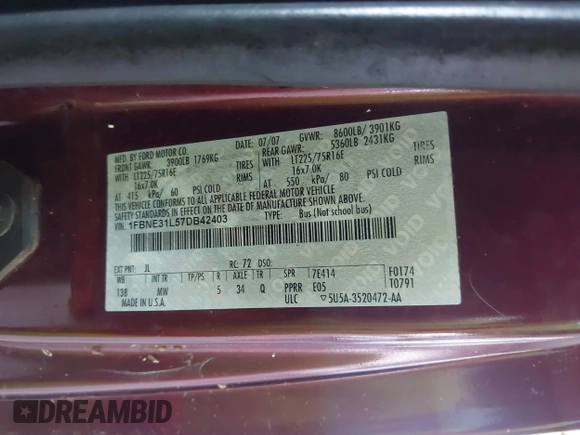 MFD. BY FORD MOTOR CO.
DATE: 07/07 GVWR: 8600LB/ 3901KG
FRONT GAWR: 3900LB 1769KG REAR GAWR: 5360LB 2431KG
WITH LT225/75R16E TIRES WITH LT225/75R16E TIRES
16x7.0K 16x7.0K
AT 415 kPa/ 60 PSI COLD AT 550 kPa/ 80 PSI COLD
THIS VEHICLE CONFORMS TO ALL APPLICABLE FEDERAL MOTOR VEHICLE
SAFETY STANDARDS IN EFFECT ON THE DATE OF MANUFACTURE SHOWN ABOVE.
VIN: 1FBNE31L57DB42403 TYPE: Bus (Not school bus)
EXT PNT: JL RC: 72 DSO:
WB INT TR TP/PS R AXLE TR SPR 7E414 F0174
138 MW 5 34 Q PPRR E05 T0791
ULC 5U5A-3520472-AA
DREAMBID